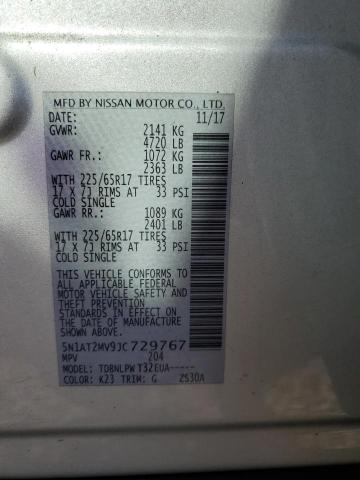 MFD BY NISSAN MOTOR CO., LTD.
DATE: 11/17
GVWR: 2141 KG
4720 LB
GAWR FR.: 1072 KG
2363 LB
WITH 225/65R17 TIRES
17 X 7J RIMS AT 33 PSI
COLD SINGLE
GAWR RR.: 1089 KG
2401 LB
WITH 225/65R17 TIRES
17 X 7J RIMS AT 33 PSI
COLD SINGLE
THIS VEHICLE CONFORMS TO
ALL APPLICABLE FEDERAL
MOTOR VEHICLE SAFETY AND
THEFT PREVENTION
STANDARDS IN EFFECT ON
THE DATE OF MANUFACTURE
SHOWN ABOVE.
5N1AT2MV9JC729767
MPV 204
MODEL: TDBNLPWT32EUA-----
COLOR: K23 TRIM: G 2S30A